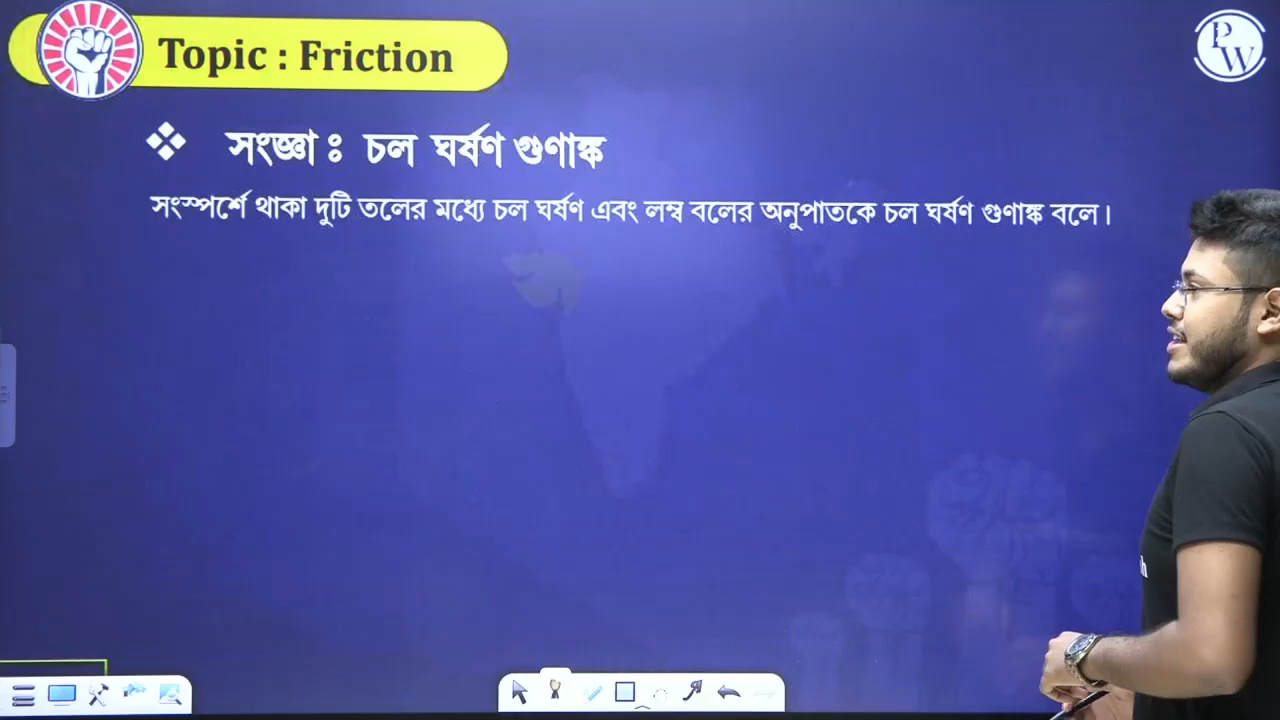 Topic : Friction
PW
সংজ্ঞা : চল ঘর্ষণ গুণাঙ্ক
সংস্পর্শে থাকা দুটি তলের মধ্যে চল ঘর্ষণ এবং লম্ব বলের অনুপাতকে চল ঘর্ষণ গুণাঙ্ক বলে।